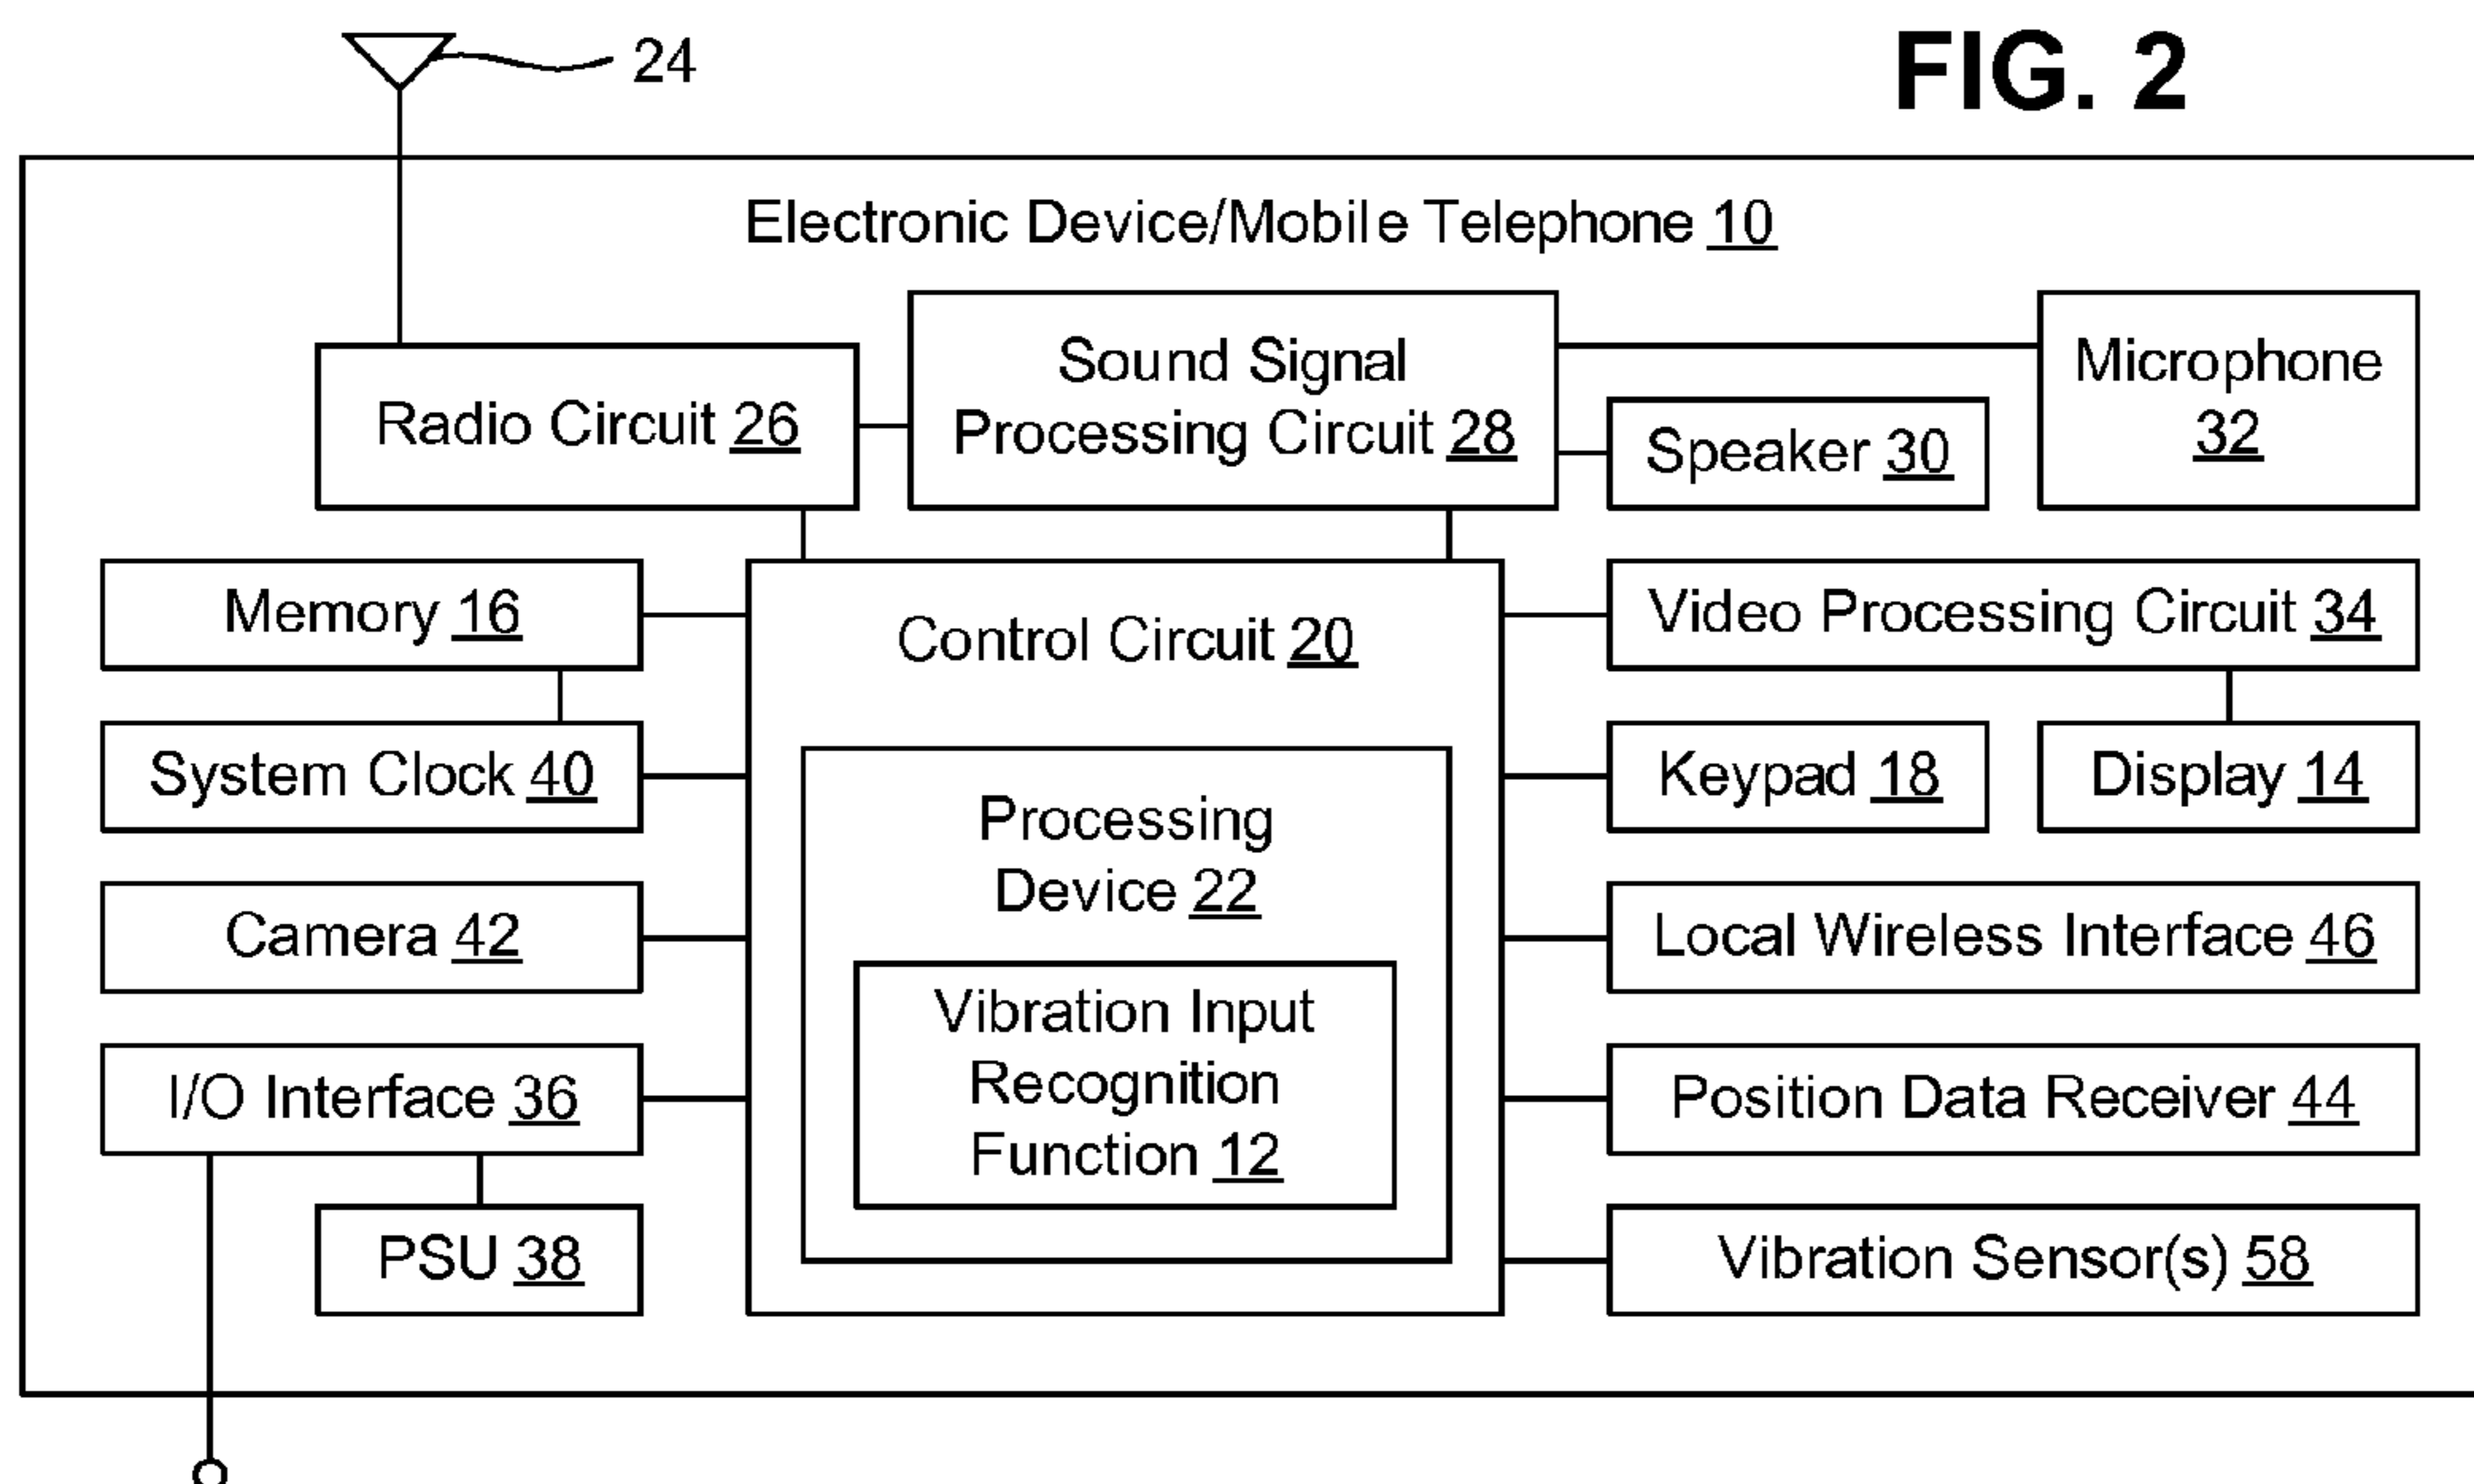 FIG. 2
24
Electronic Device/Mobile Telephone 10
Radio Circuit 26
Sound Signal
Processing Circuit 28
Microphone
32
Speaker 30
Memory 16
Control Circuit 20
Video Processing Circuit 34
System Clock 40
Keypad 18
Display 14
Processing
Device 22
Camera 42
Local Wireless Interface 46
Vibration Input
Recognition
Function 12
I/O Interface 36
Position Data Receiver 44
PSU 38
Vibration Sensor(s) 58